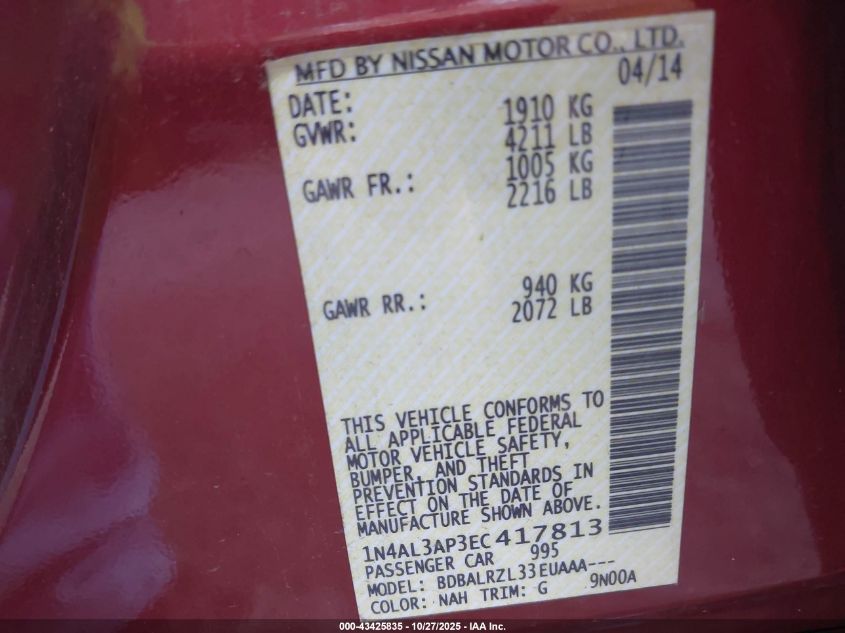 MFD BY NISSAN MOTOR CO., LTD.
DATE: 04/14
GVWR: 1910 KG
4211 LB
GAWR FR.: 1005 KG
2216 LB
GAWR RR.: 940 KG
2072 LB
THIS VEHICLE CONFORMS TO
ALL APPLICABLE FEDERAL
MOTOR VEHICLE SAFETY,
BUMPER, AND THEFT
PREVENTION STANDARDS IN
EFFECT ON THE DATE OF
MANUFACTURE SHOWN ABOVE.
1N4AL3AP3EC417813
PASSENGER CAR 995
MODEL: BDBALRZL33EUAAA---
COLOR: NAH TRIM: G 9N00A
000-43425835 - 10/27/2025 - IAA Inc.